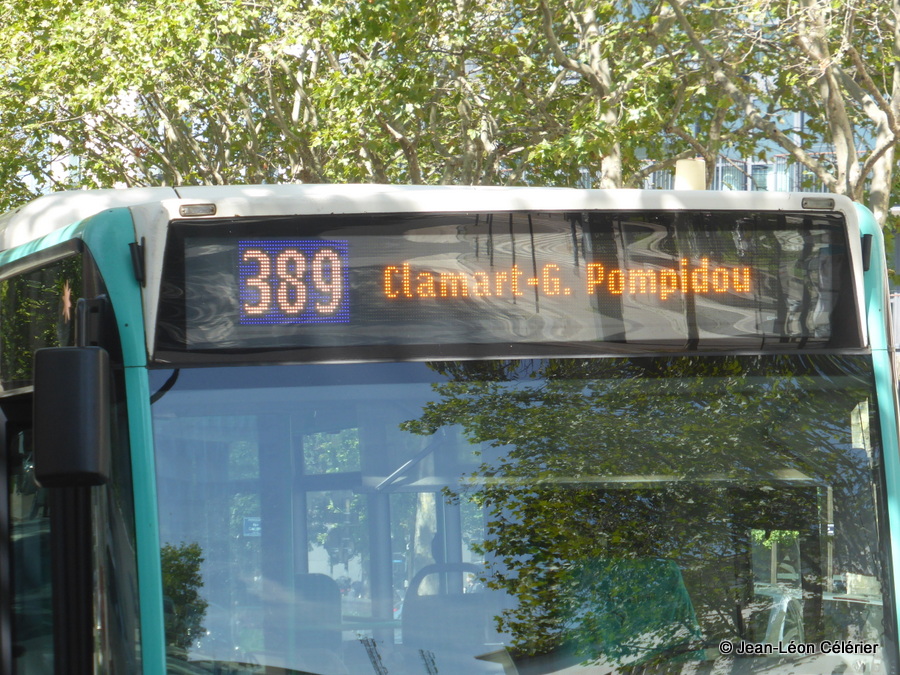 389 Clamart-G. Pompidou
© Jean-Léon Célérier